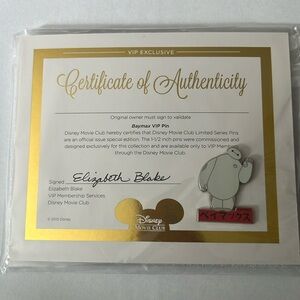 VIP EXCLUSIVE
Certificate of Authenticity
Original owner must sign to validate
Baymax VIP Pin
Disney Movie Club hereby certifies that Disney Movie Club Limited Series Pins
are an official issue special edition. The 1-1/2 inch pins were commissioned and
designed exclusively for this collection and are available only to VIP Members
through the Disney Movie Club.
Signed Elizabeth Blake
Elizabeth Blake
VIP Membership Services
Disney Movie Club
Disney
MOVIE CLUB
ベイマックス